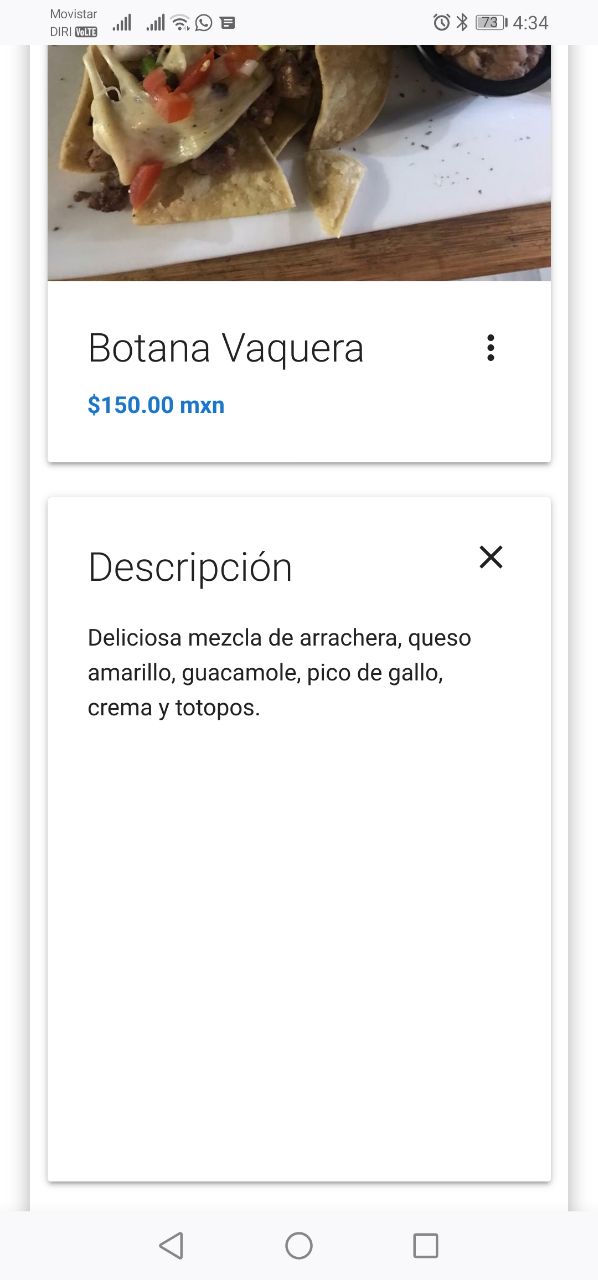 Movistar
DIRI VoLTE
73 4:34
Botana Vaquera
$150.00 mxn
Descripción
Deliciosa mezcla de arrachera, queso
amarillo, guacamole, pico de gallo,
crema y totopos.